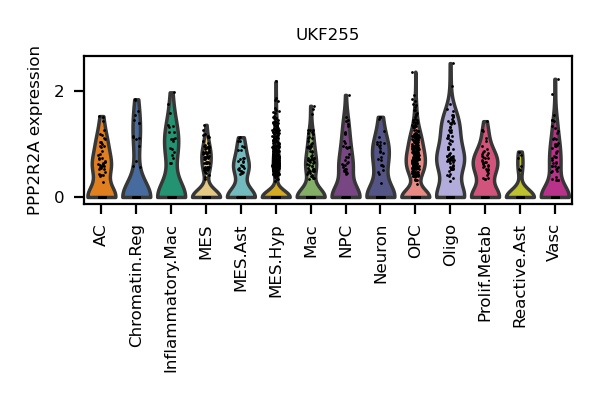 UKF255
PPP2R2A expression
2
0
AC
Chromatin.Reg
Inflammatory.Mac
MES
MES.Ast
MES.Hyp
Mac
NPC
Neuron
OPC
Oligo
Prolif.Metab
Reactive.Ast
Vasc